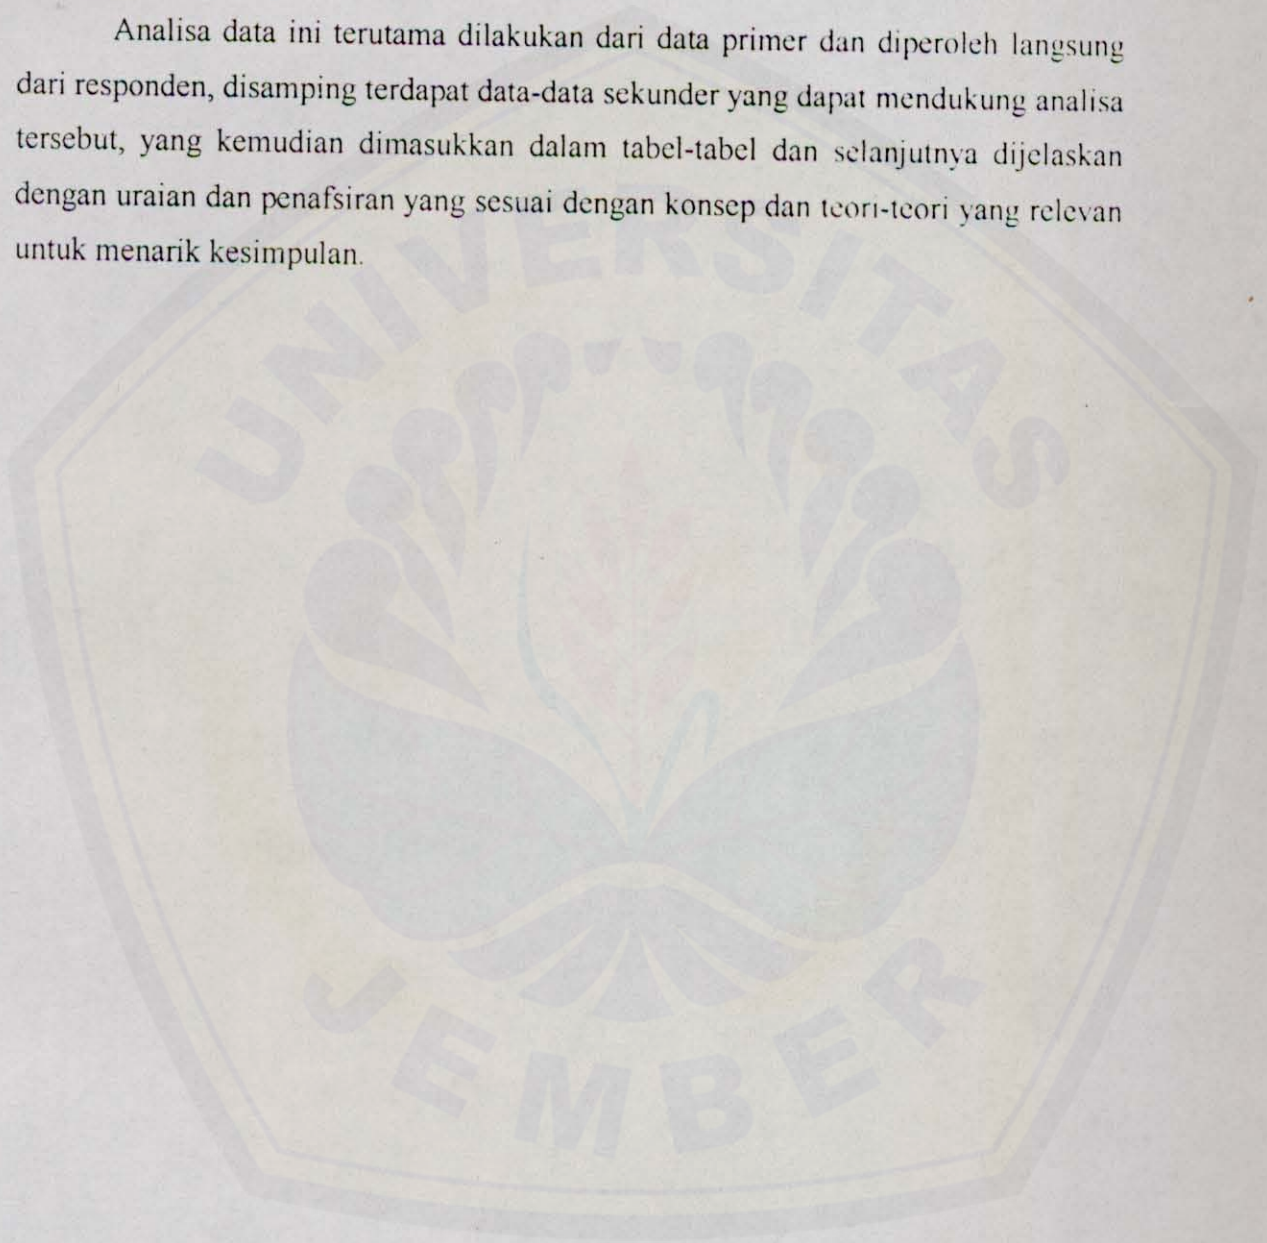 Analisa data ini terutama dilakukan dari data primer dan diperoleh langsung
dari responden, disamping terdapat data-data sekunder yang dapat mendukung analisa
tersebut, yang kemudian dimasukkan dalam tabel-tabel dan selanjutnya dijelaskan
dengan uraian dan penafsiran yang sesuai dengan konsep dan teori-teori yang relevan
untuk menarik kesimpulan.
UNIVERSITAS
JEMBER